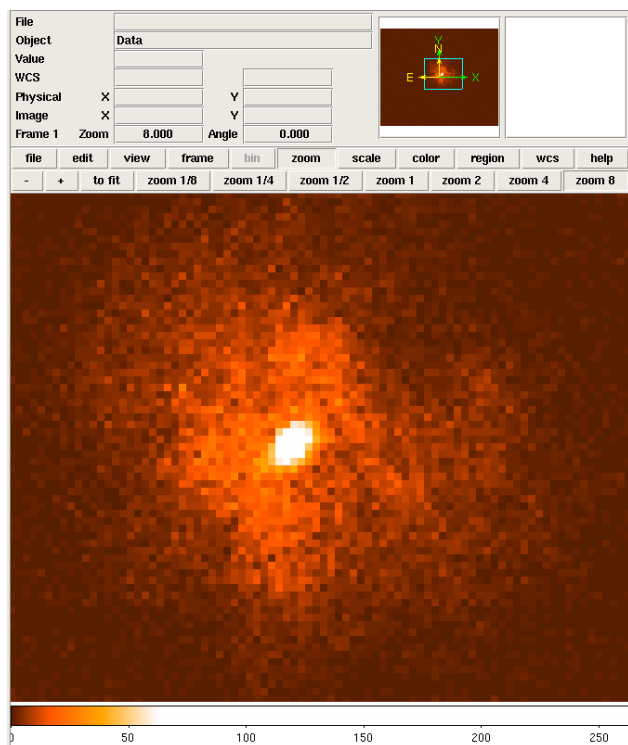 File
Object Data
Value
WCS
Physical X Y
Image X Y
Frame 1 Zoom 8.000 Angle 0.000
Y
N
E X
file edit view frame bin zoom scale color region wcs help
- + to fit zoom 1/8 zoom 1/4 zoom 1/2 zoom 1 zoom 2 zoom 4 zoom 8
0 50 100 150 200 250